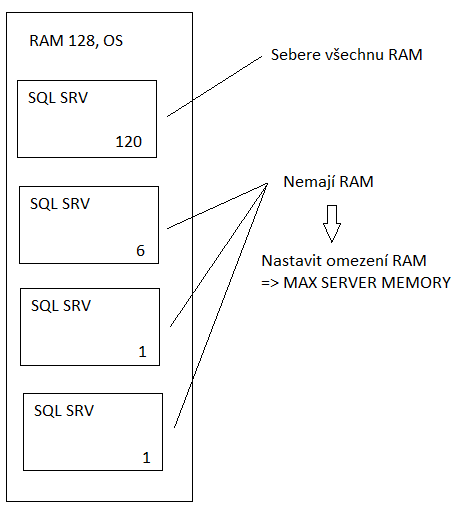 RAM 128, OS
Sebere všechnu RAM
SQL SRV
120
SQL SRV
6
Nemají RAM
Nastavit omezení RAM
=> MAX SERVER MEMORY
SQL SRV
1
SQL SRV
1